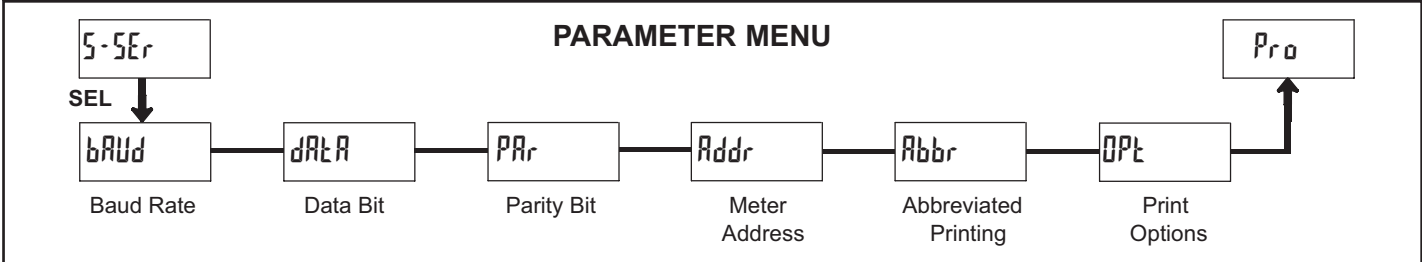 PARAMETER MENU
5-SEr
Pro
SEL
bAUd
dAtA
PAr
Addr
Abbr
OPt
Baud Rate
Data Bit
Parity Bit
Meter
Address
Abbreviated
Printing
Print
Options